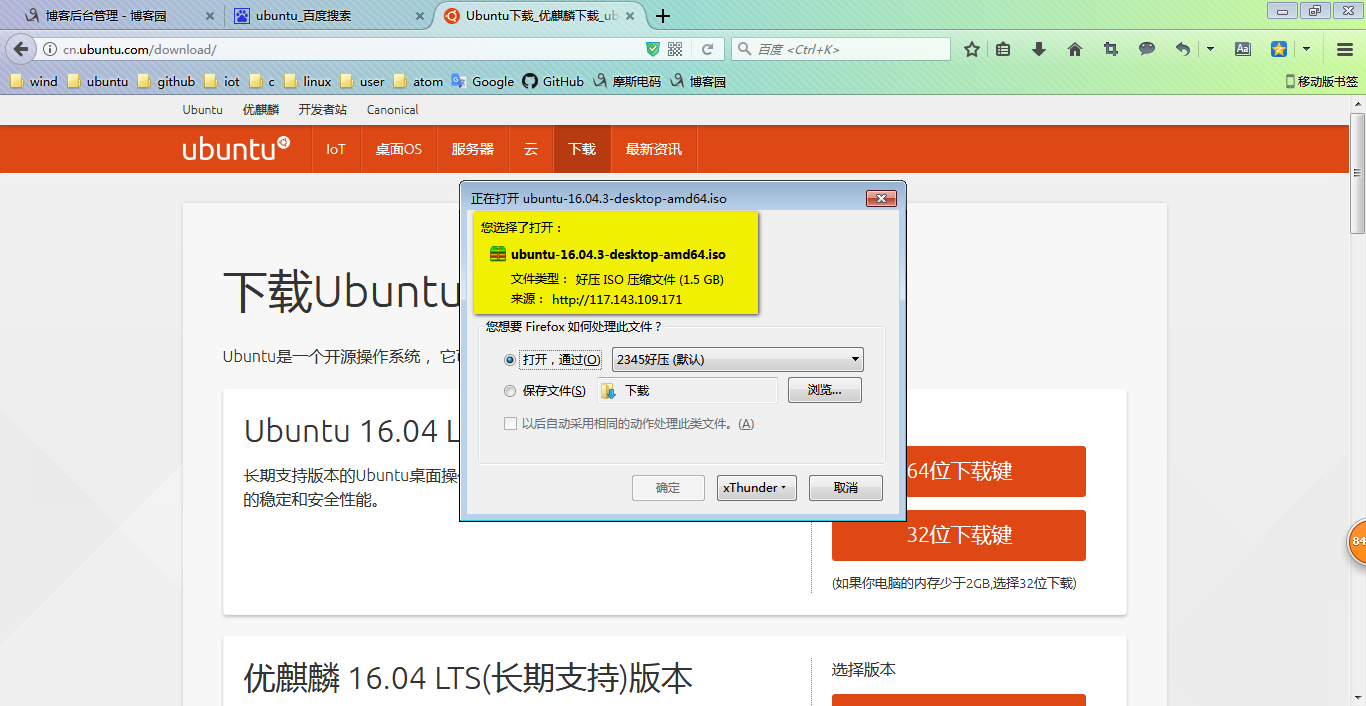 博客后台管理 - 博客园
ubuntu_百度搜索
Ubuntu下载_优麒麟下载_ub
cn.ubuntu.com/download/
百度 <Ctrl+K>
wind ubuntu github iot c linux user atom Google GitHub 摩斯电码 博客园 移动版书签
Ubuntu 优麒麟 开发者站 Canonical
ubuntu IoT 桌面OS 服务器 云 下载 最新资讯
正在打开 ubuntu-16.04.3-desktop-amd64.iso
您选择了打开：
ubuntu-16.04.3-desktop-amd64.iso
文件类型： 好压 ISO 压缩文件 (1.5 GB)
来源： http://117.143.109.171
您想要 Firefox 如何处理此文件？
打开，通过(O) 2345好压 (默认)
保存文件(S) 下载 浏览...
以后自动采用相同的动作处理此类文件。(A)
确定 xThunder 取消
下载Ubuntu
Ubuntu是一个开源操作系统，它
Ubuntu 16.04 L
长期支持版本的Ubuntu桌面操
的稳定和安全性能。
64位下载键
32位下载键
(如果你电脑的内存少于2GB,选择32位下载)
84
优麒麟 16.04 LTS(长期支持)版本
选择版本